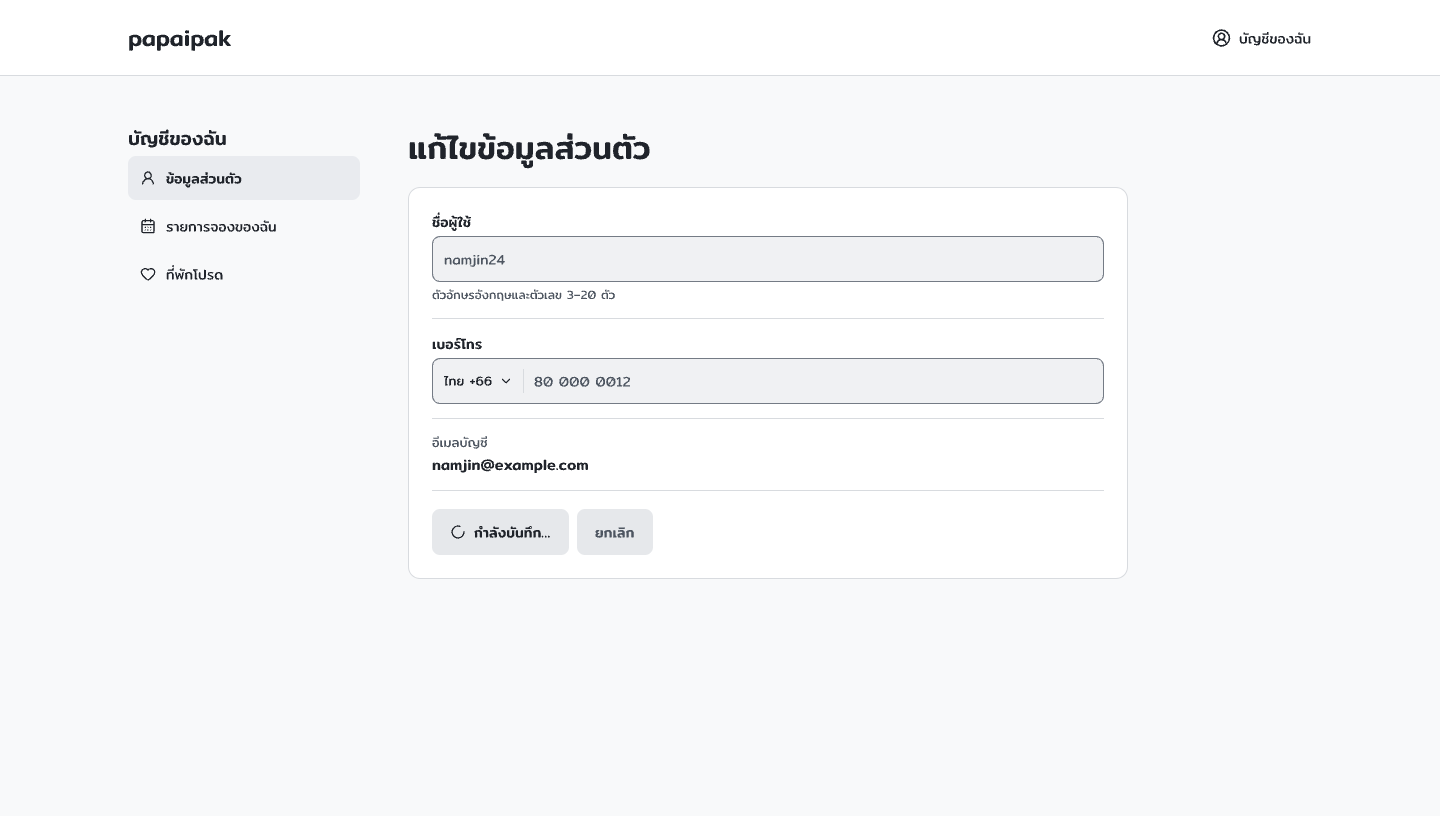 papaipak
บัญชีของฉัน
บัญชีของฉัน
ข้อมูลส่วนตัว
รายการจองของฉัน
ที่พักโปรด
แก้ไขข้อมูลส่วนตัว
ชื่อผู้ใช้
namjin24
ตัวอักษรอังกฤษและตัวเลข 3–20 ตัว
เบอร์โทร
ไทย +66 80 000 0012
อีเมลบัญชี
namjin@example.com
กำลังบันทึก… ยกเลิก